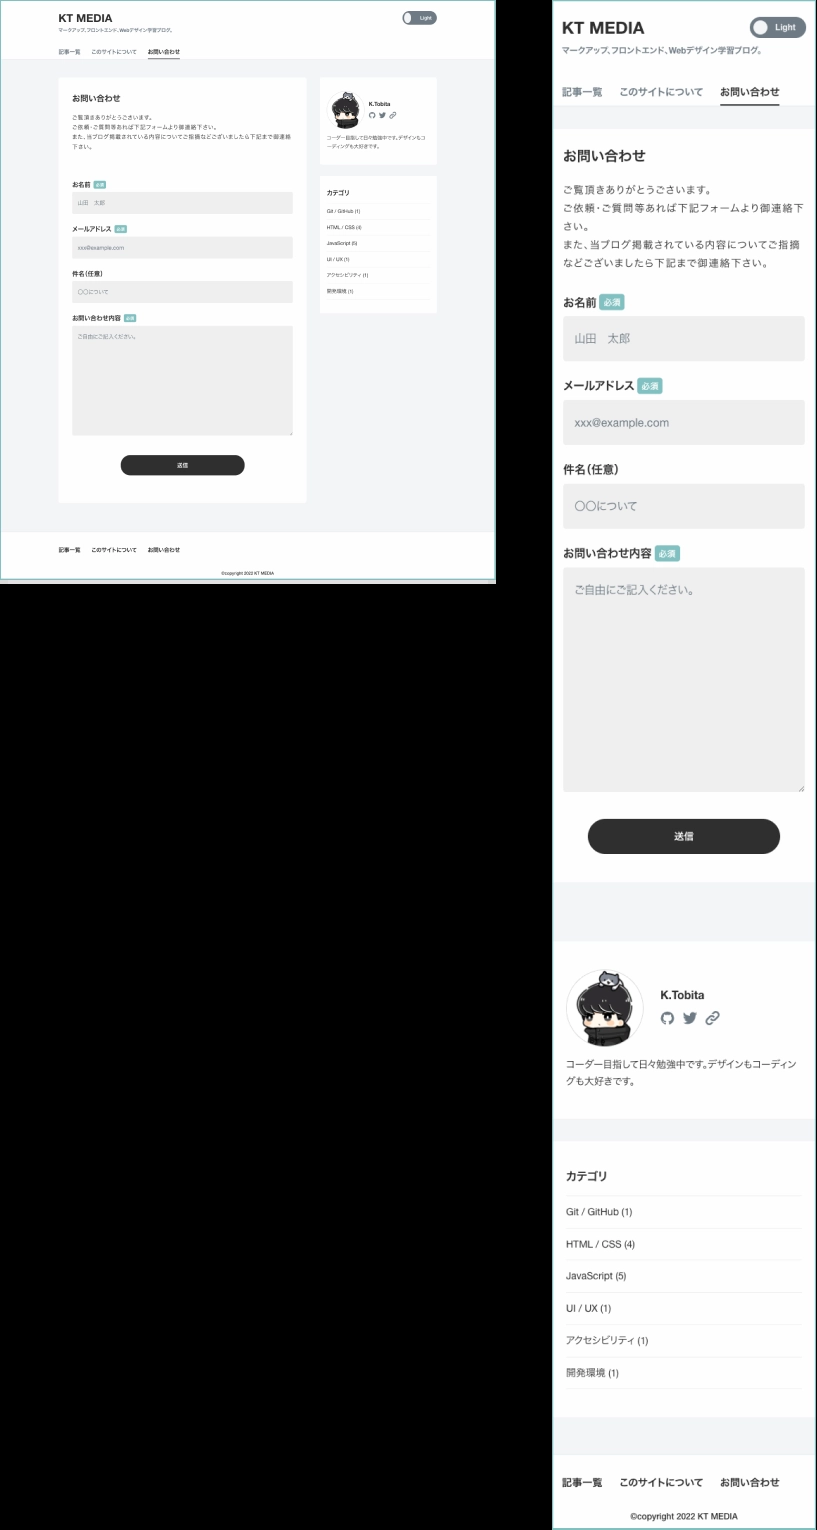 KT MEDIA
マークアップ、フロントエンド、Webデザイン学習ブログ。
Light
記事一覧 このサイトについて お問い合わせ
お問い合わせ
ご覧頂きありがとうごさいます。
ご依頼・ご質問等あれば下記フォームより御連絡下さい。
また、当ブログ掲載されている内容についてご指摘などございましたら下記まで御連絡
下さい。
お名前 必須
山田　太郎
メールアドレス 必須
xxx@example.com
件名(任意)
〇〇について
お問い合わせ内容 必須
ご自由にご記入ください。
送信
K.Tobita
コーダー目指して日々勉強中です。デザインもコ
ーディングも大好きです。
カテゴリ
Git / GitHub (1)
HTML / CSS (4)
JavaScript (5)
UI / UX (1)
アクセシビリティ (1)
開発環境 (1)
記事一覧 このサイトについて お問い合わせ
©copyright 2022 KT MEDIA
KT MEDIA
Light
マークアップ、フロントエンド、Webデザイン学習ブログ。
記事一覧 このサイトについて お問い合わせ
お問い合わせ
ご覧頂きありがとうごさいます。
ご依頼・ご質問等あれば下記フォームより御連絡下
さい。
また、当ブログ掲載されている内容についてご指摘
などございましたら下記まで御連絡下さい。
お名前 必須
山田　太郎
メールアドレス 必須
xxx@example.com
件名(任意)
〇〇について
お問い合わせ内容 必須
ご自由にご記入ください。
送信
K.Tobita
コーダー目指して日々勉強中です。デザインもコーディン
グも大好きです。
カテゴリ
Git / GitHub (1)
HTML / CSS (4)
JavaScript (5)
UI / UX (1)
アクセシビリティ (1)
開発環境 (1)
記事一覧 このサイトについて お問い合わせ
©copyright 2022 KT MEDIA